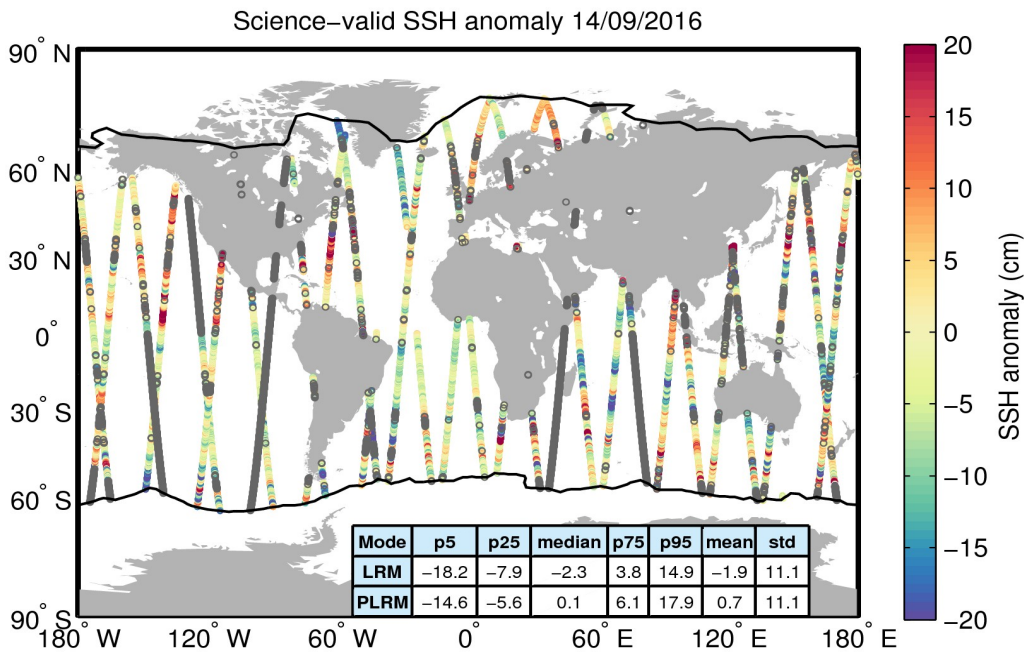 Science−valid SSH anomaly 14/09/2016
90° N
60° N
30° N
0°
30° S
60° S
90° S
180° W
120° W
60° W
0°
60° E
120° E
180° E
Mode p5 p25 median p75 p95 mean std
LRM −18.2 −7.9 −2.3 3.8 14.9 −1.9 11.1
PLRM −14.6 −5.6 0.1 6.1 17.9 0.7 11.1
20
15
10
5
0
−5
−10
−15
−20
SSH anomaly (cm)